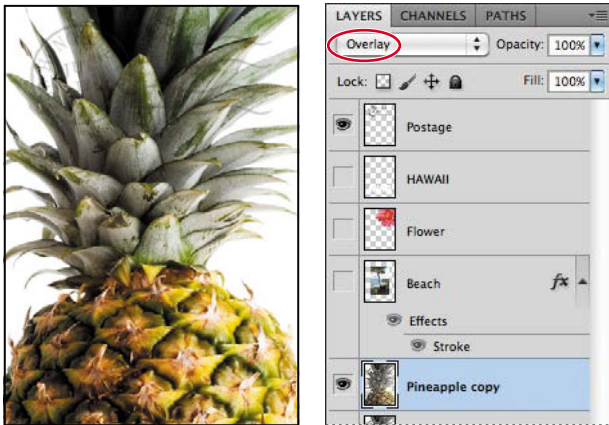 LAYERS CHANNELS PATHS
Overlay Opacity: 100%
Lock: Fill: 100%
Postage
HAWAII
Flower
Beach fx
Effects
Stroke
Pineapple copy